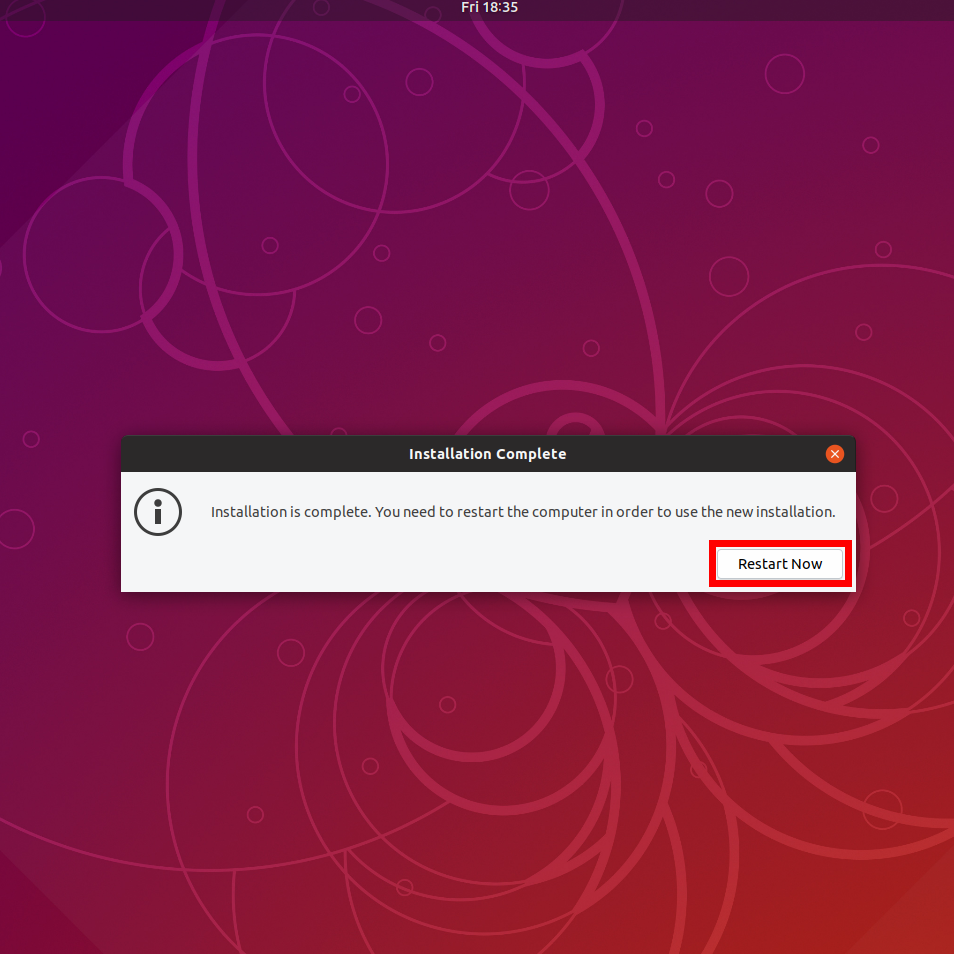 Fri 18:35
Installation Complete
Installation is complete. You need to restart the computer in order to use the new installation.
Restart Now